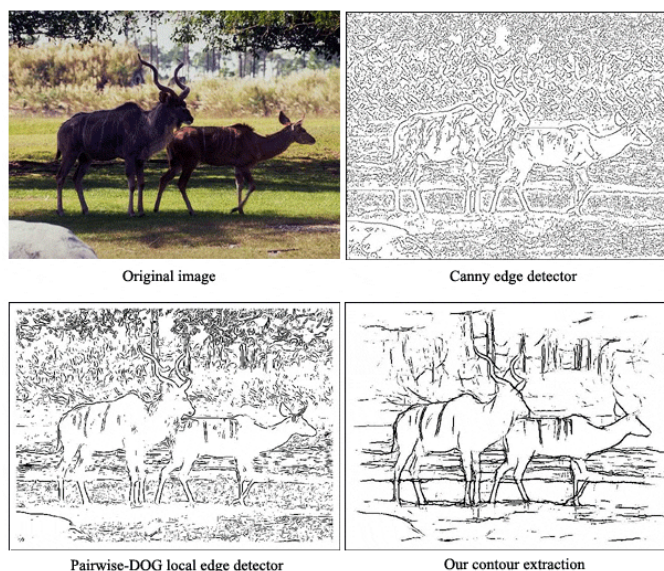 Original image
Canny edge detector
Pairwise-DOG local edge detector
Our contour extraction